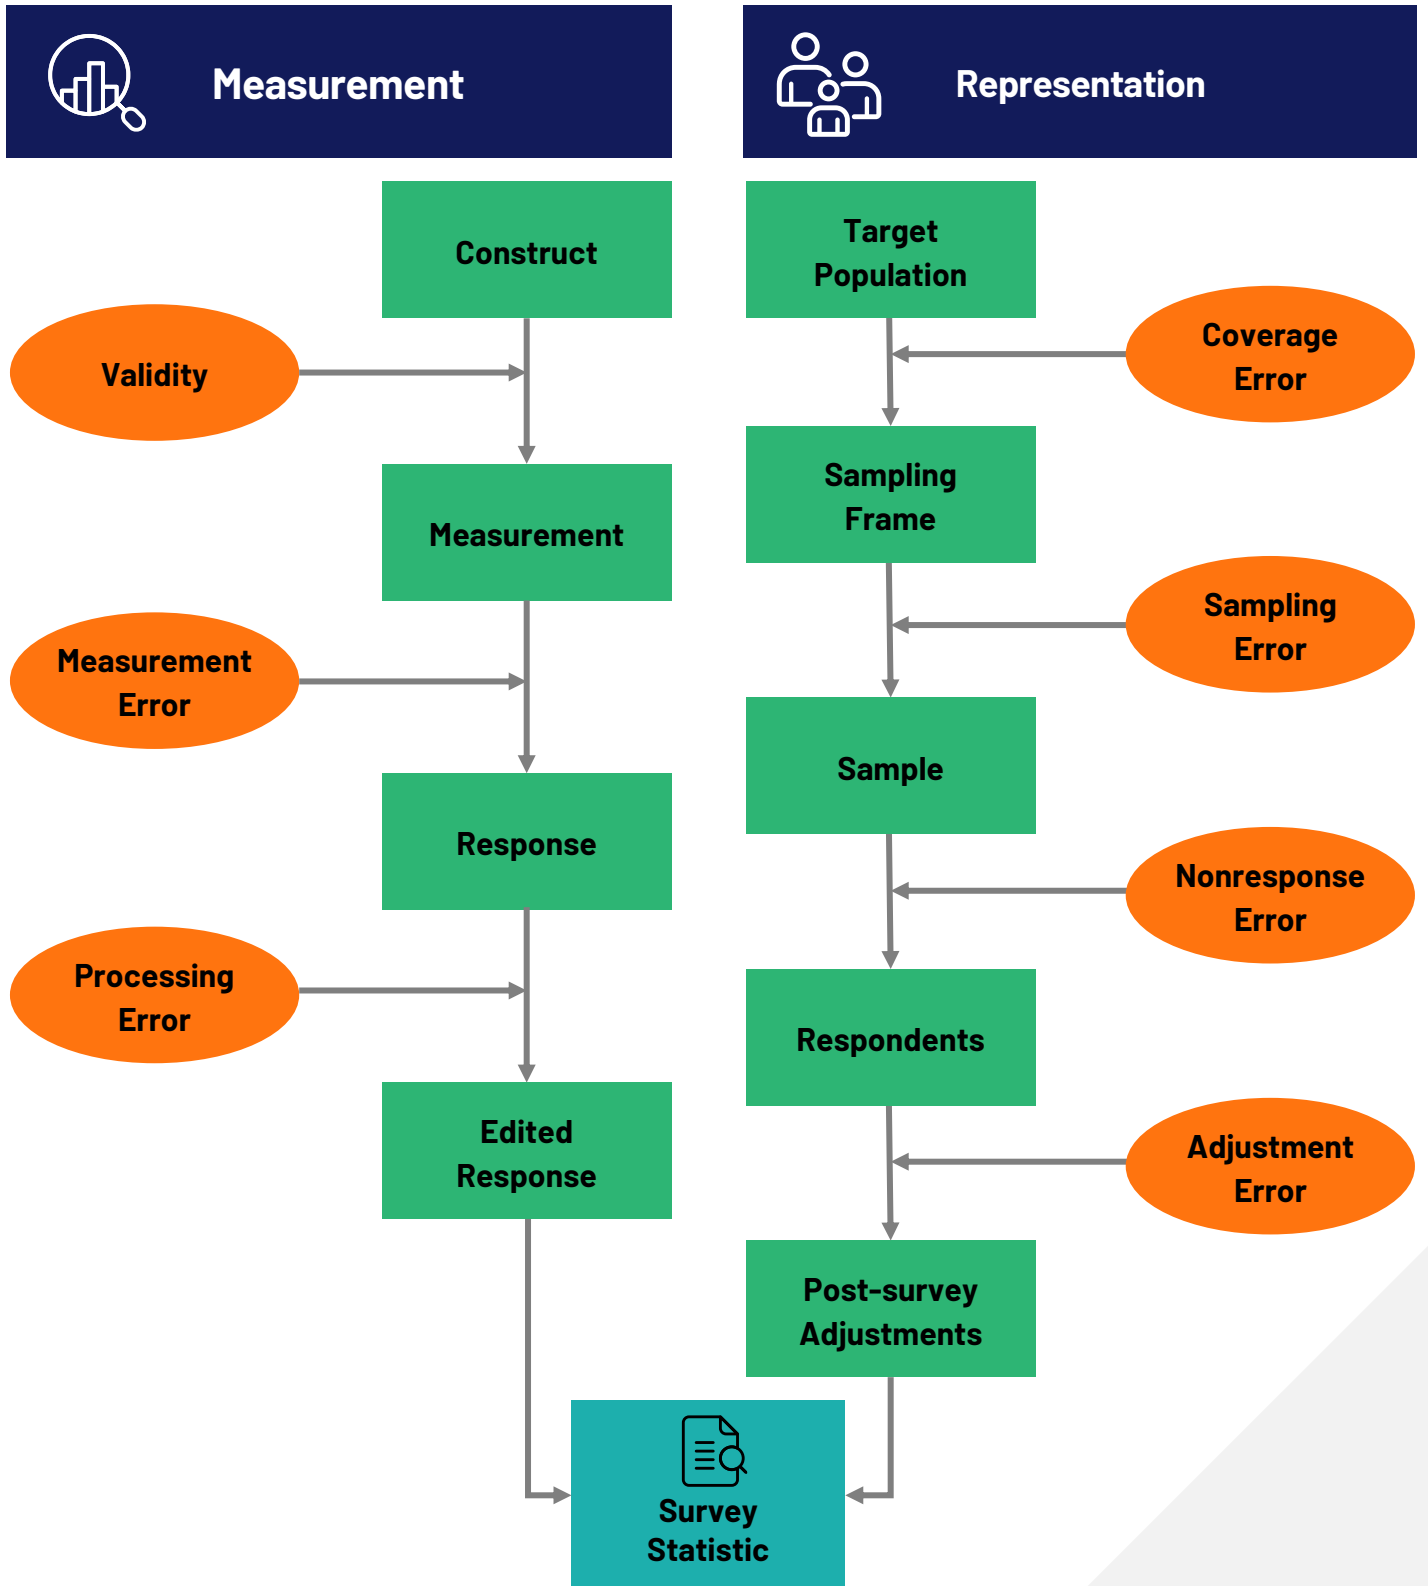 Measurement
Representation
Construct
Validity
Measurement
Measurement
Error
Response
Processing
Error
Edited
Response
Target
Population
Coverage
Error
Sampling
Frame
Sampling
Error
Sample
Nonresponse
Error
Respondents
Adjustment
Error
Post-survey
Adjustments
Survey
Statistic